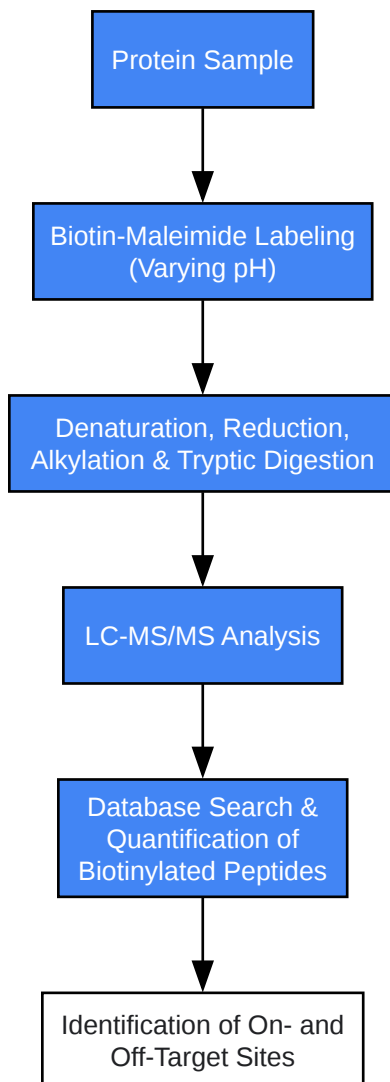 Protein Sample
Biotin-Maleimide Labeling
(Varying pH)
Denaturation, Reduction,
Alkylation & Tryptic Digestion
LC-MS/MS Analysis
Database Search &
Quantification of
Biotinylated Peptides
Identification of On- and
Off-Target Sites